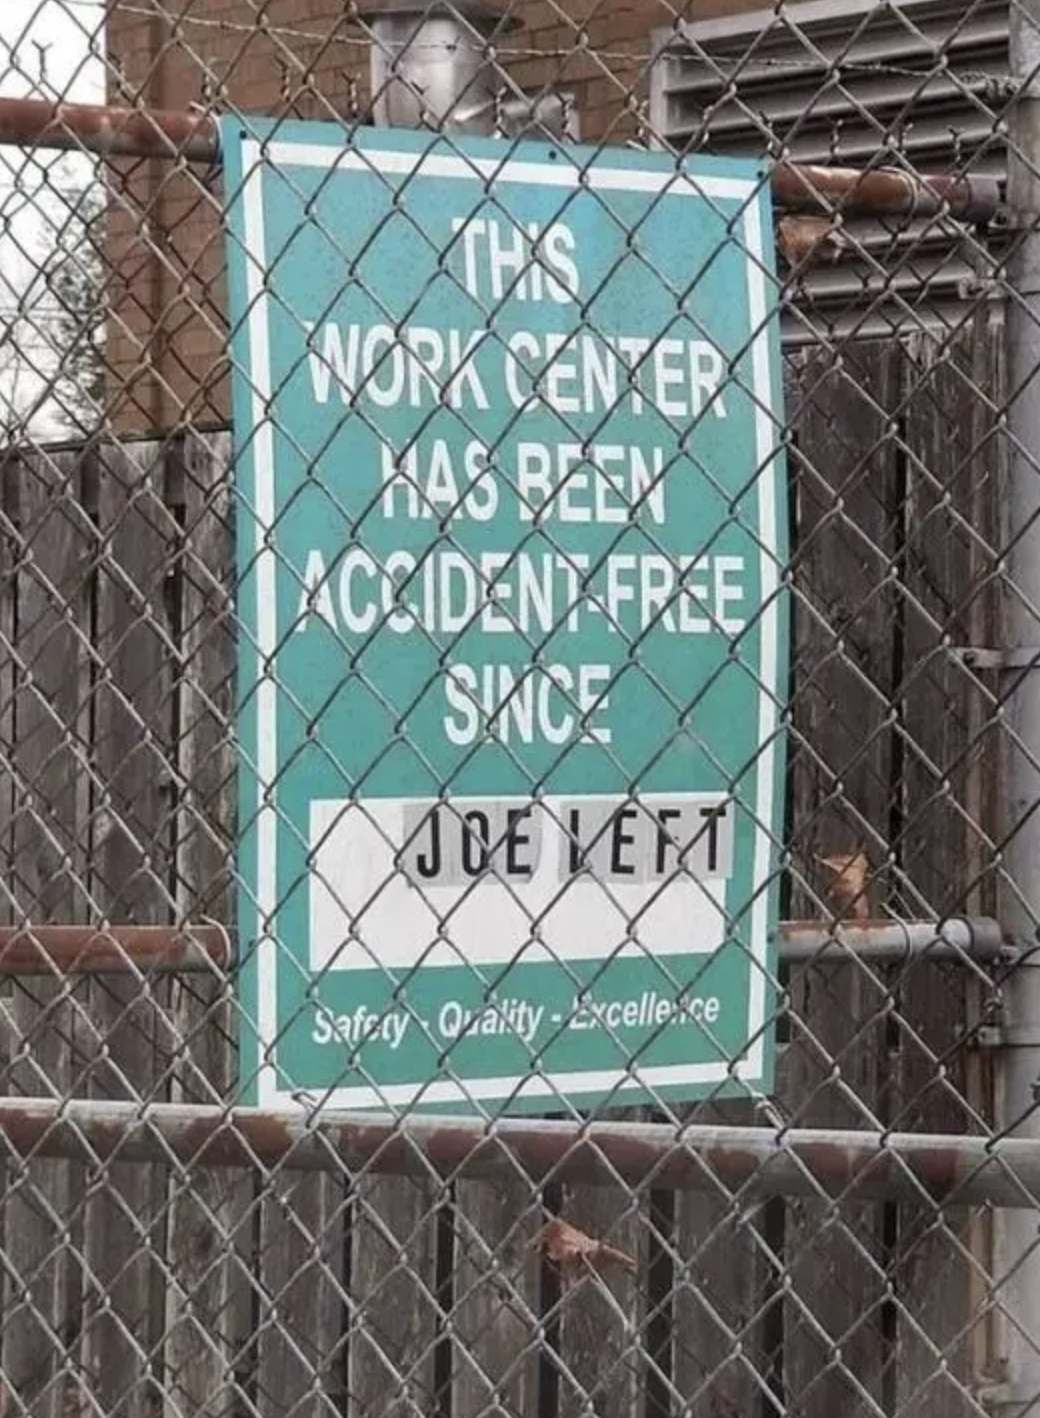 THIS
WORK CENTER
HAS BEEN
ACCIDENT-FREE
SINCE
JOE LEFT
Safety - Quality - Excellence